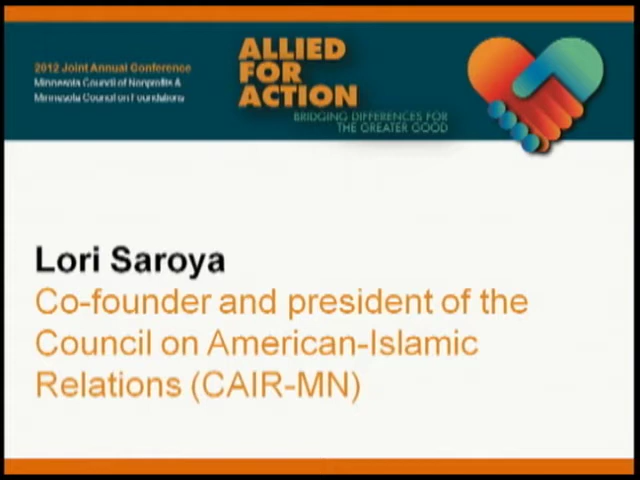 2012 Joint Annual Conference
Minnesota Council of Nonprofits &
Minnesota Council on Foundations
ALLIED
FOR
ACTION
BRIDGING DIFFERENCES FOR
THE GREATER GOOD
Lori Saroya
Co-founder and president of the
Council on American-Islamic
Relations (CAIR-MN)